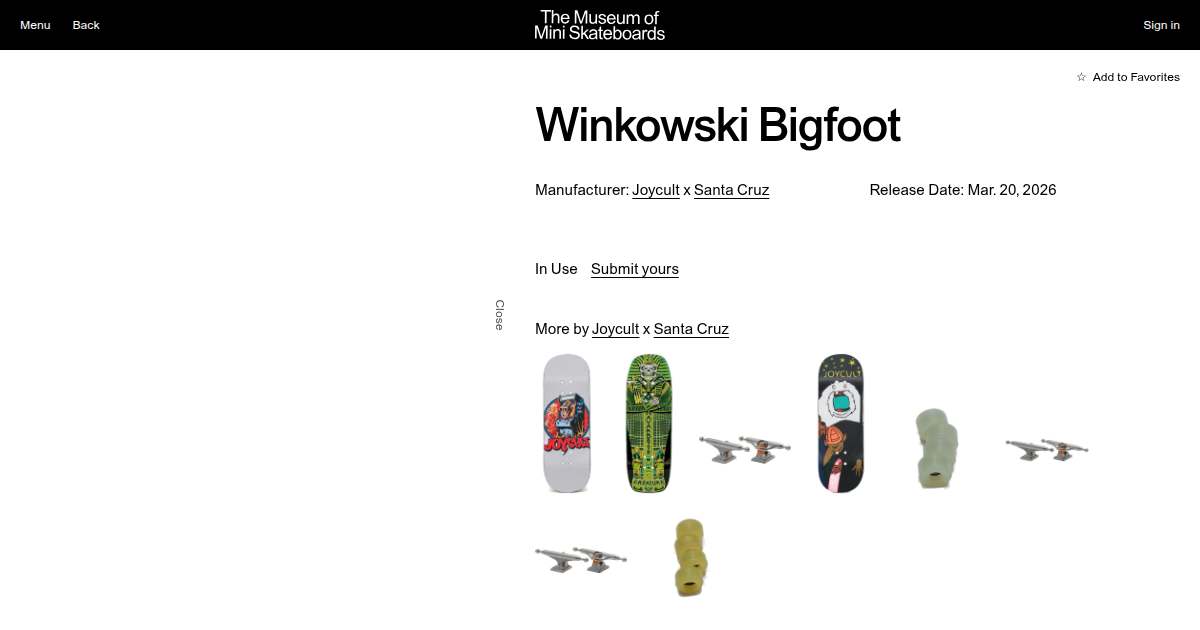 Menu
Back
The Museum of
Mini Skateboards
Sign in
☆ Add to Favorites
Winkowski Bigfoot
Manufacturer: Joycult x Santa Cruz
Release Date: Mar. 20, 2026
In Use Submit yours
Close
More by Joycult x Santa Cruz
JOYCULT